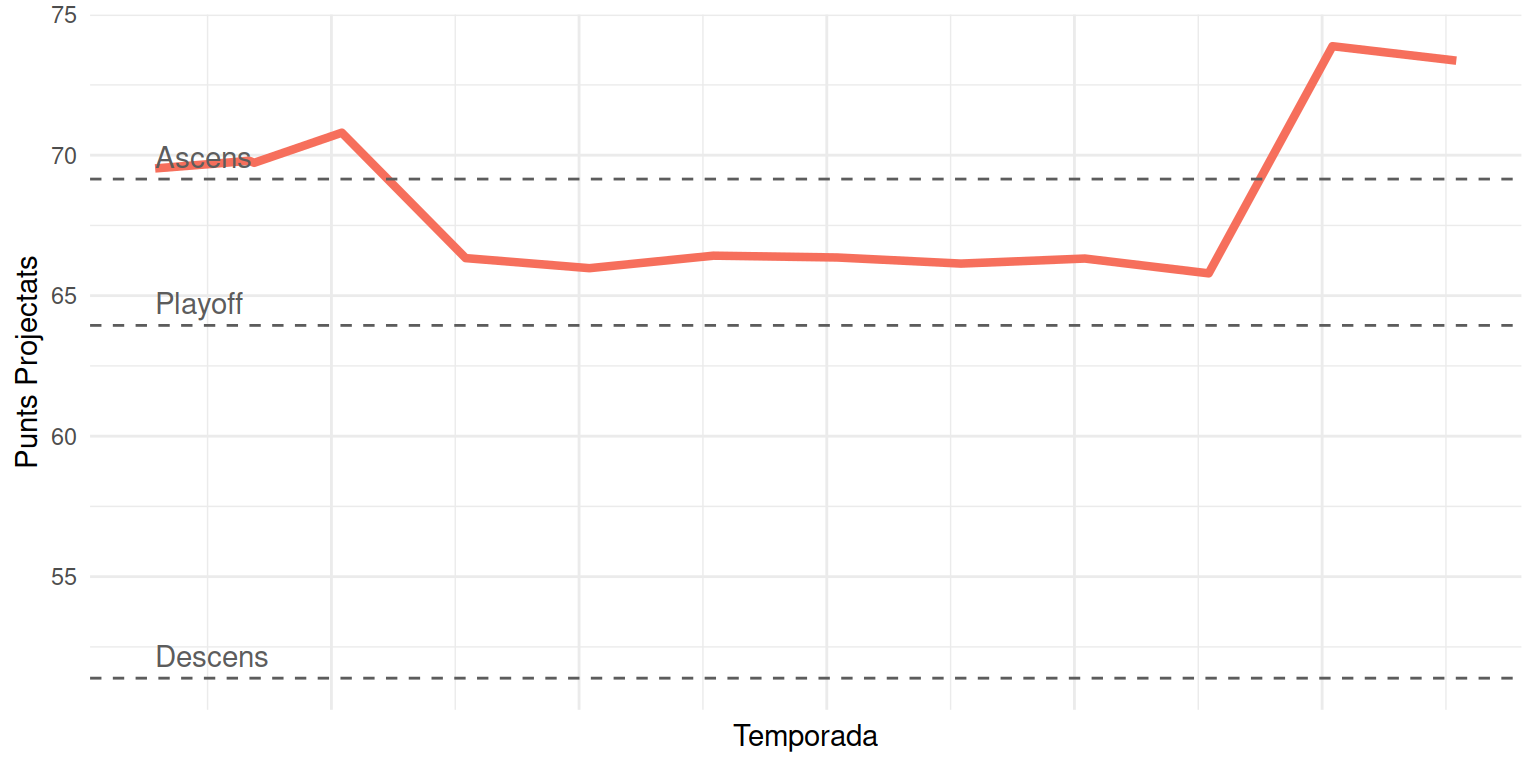 75
70
65
60
55
Punts Projectats
Ascens
Playoff
Descens
Temporada